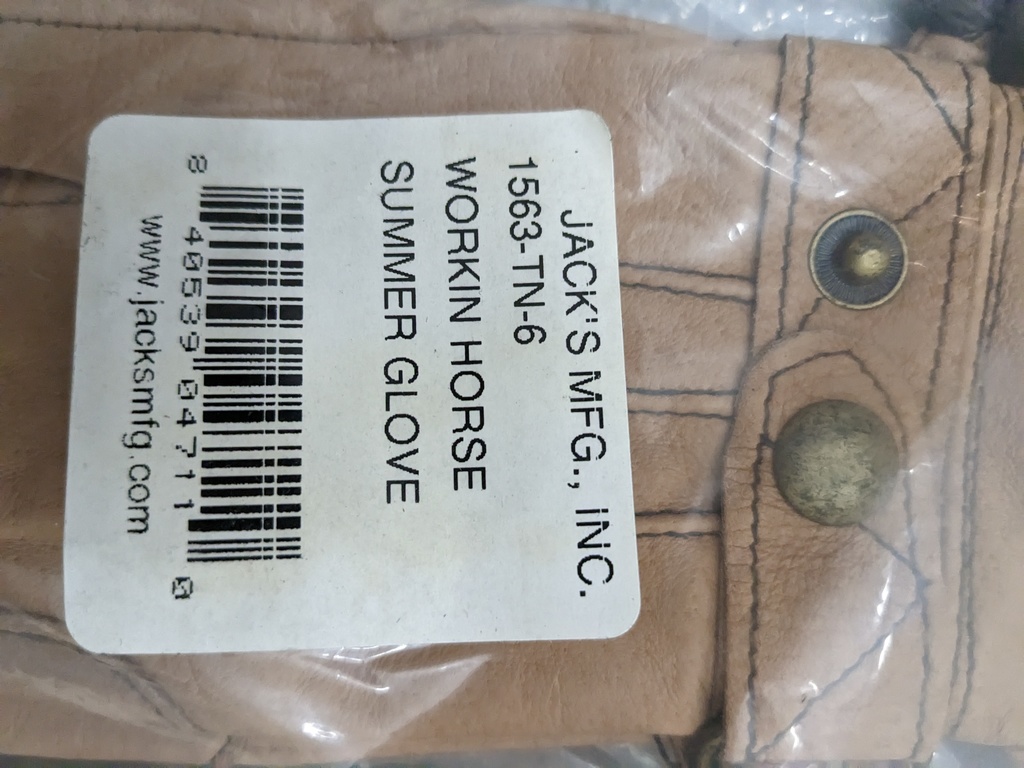 JACK'S MFG., INC.
1563-TN-6
WORKIN HORSE
SUMMER GLOVE
8 40539 04711 0
www.jacksmfg.com